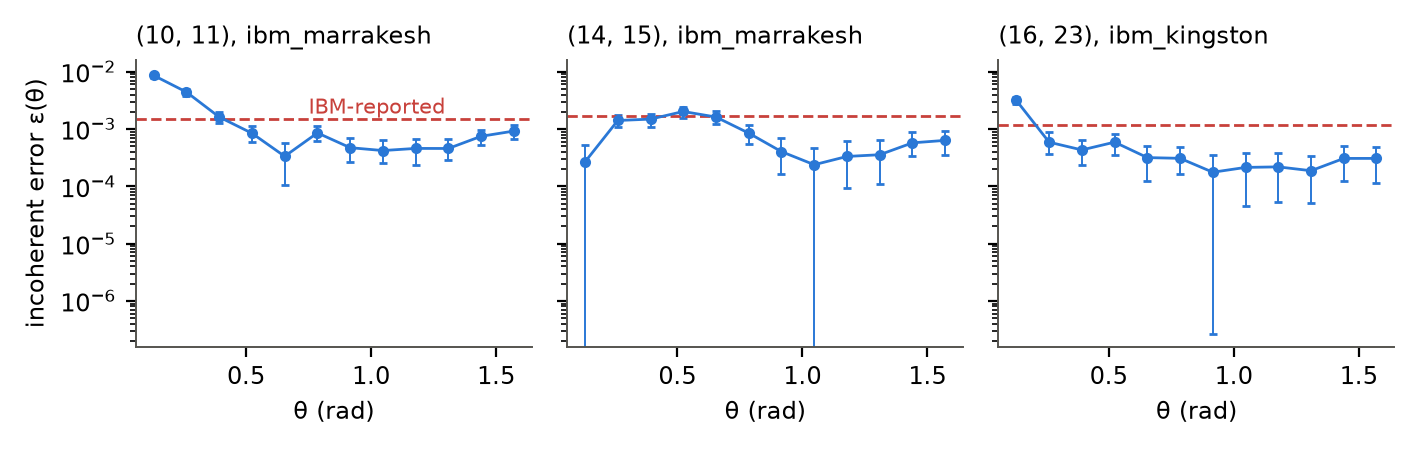 (10, 11), ibm_marrakesh
(14, 15), ibm_marrakesh
(16, 23), ibm_kingston
incoherent error ε(θ)
10⁻²
10⁻³
10⁻⁴
10⁻⁵
10⁻⁶
IBM-reported
0.5 1.0 1.5
0.5 1.0 1.5
0.5 1.0 1.5
θ (rad)
θ (rad)
θ (rad)